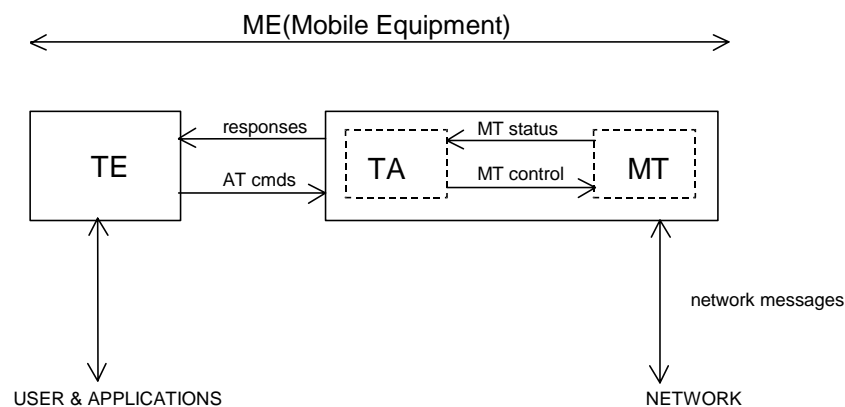 ME(Mobile Equipment)
responses
MT status
TE
TA
MT
AT cmds
MT control
network messages
USER & APPLICATIONS
NETWORK